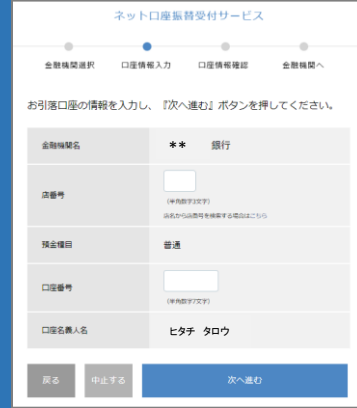 ネット口座振替受付サービス
金融機関選択 口座情報入力 口座情報確認 金融機関へ
お引落口座の情報を入力し、『次へ進む』ボタンを押してください。
金融機関名 ** 銀行
店番号
(半角数字3文字)
店名から店番号を検索する場合はこちら
預金種目 普通
口座番号
(半角数字7文字)
口座名義人名 ヒタチ タロウ
戻る 中止する 次へ進む